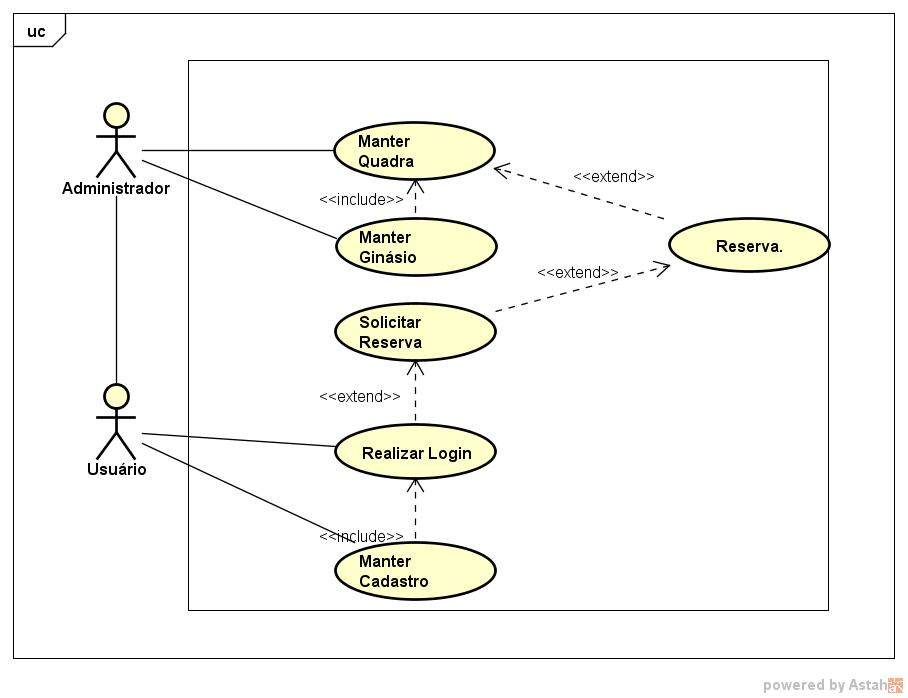 uc
Manter
Quadra
<<extend>>
Administrador
<<include>>
Manter
Ginásio
Reserva.
<<extend>>
Solicitar
Reserva
<<extend>>
Realizar Login
Usuário
<<include>>
Manter
Cadastro
powered by Astah